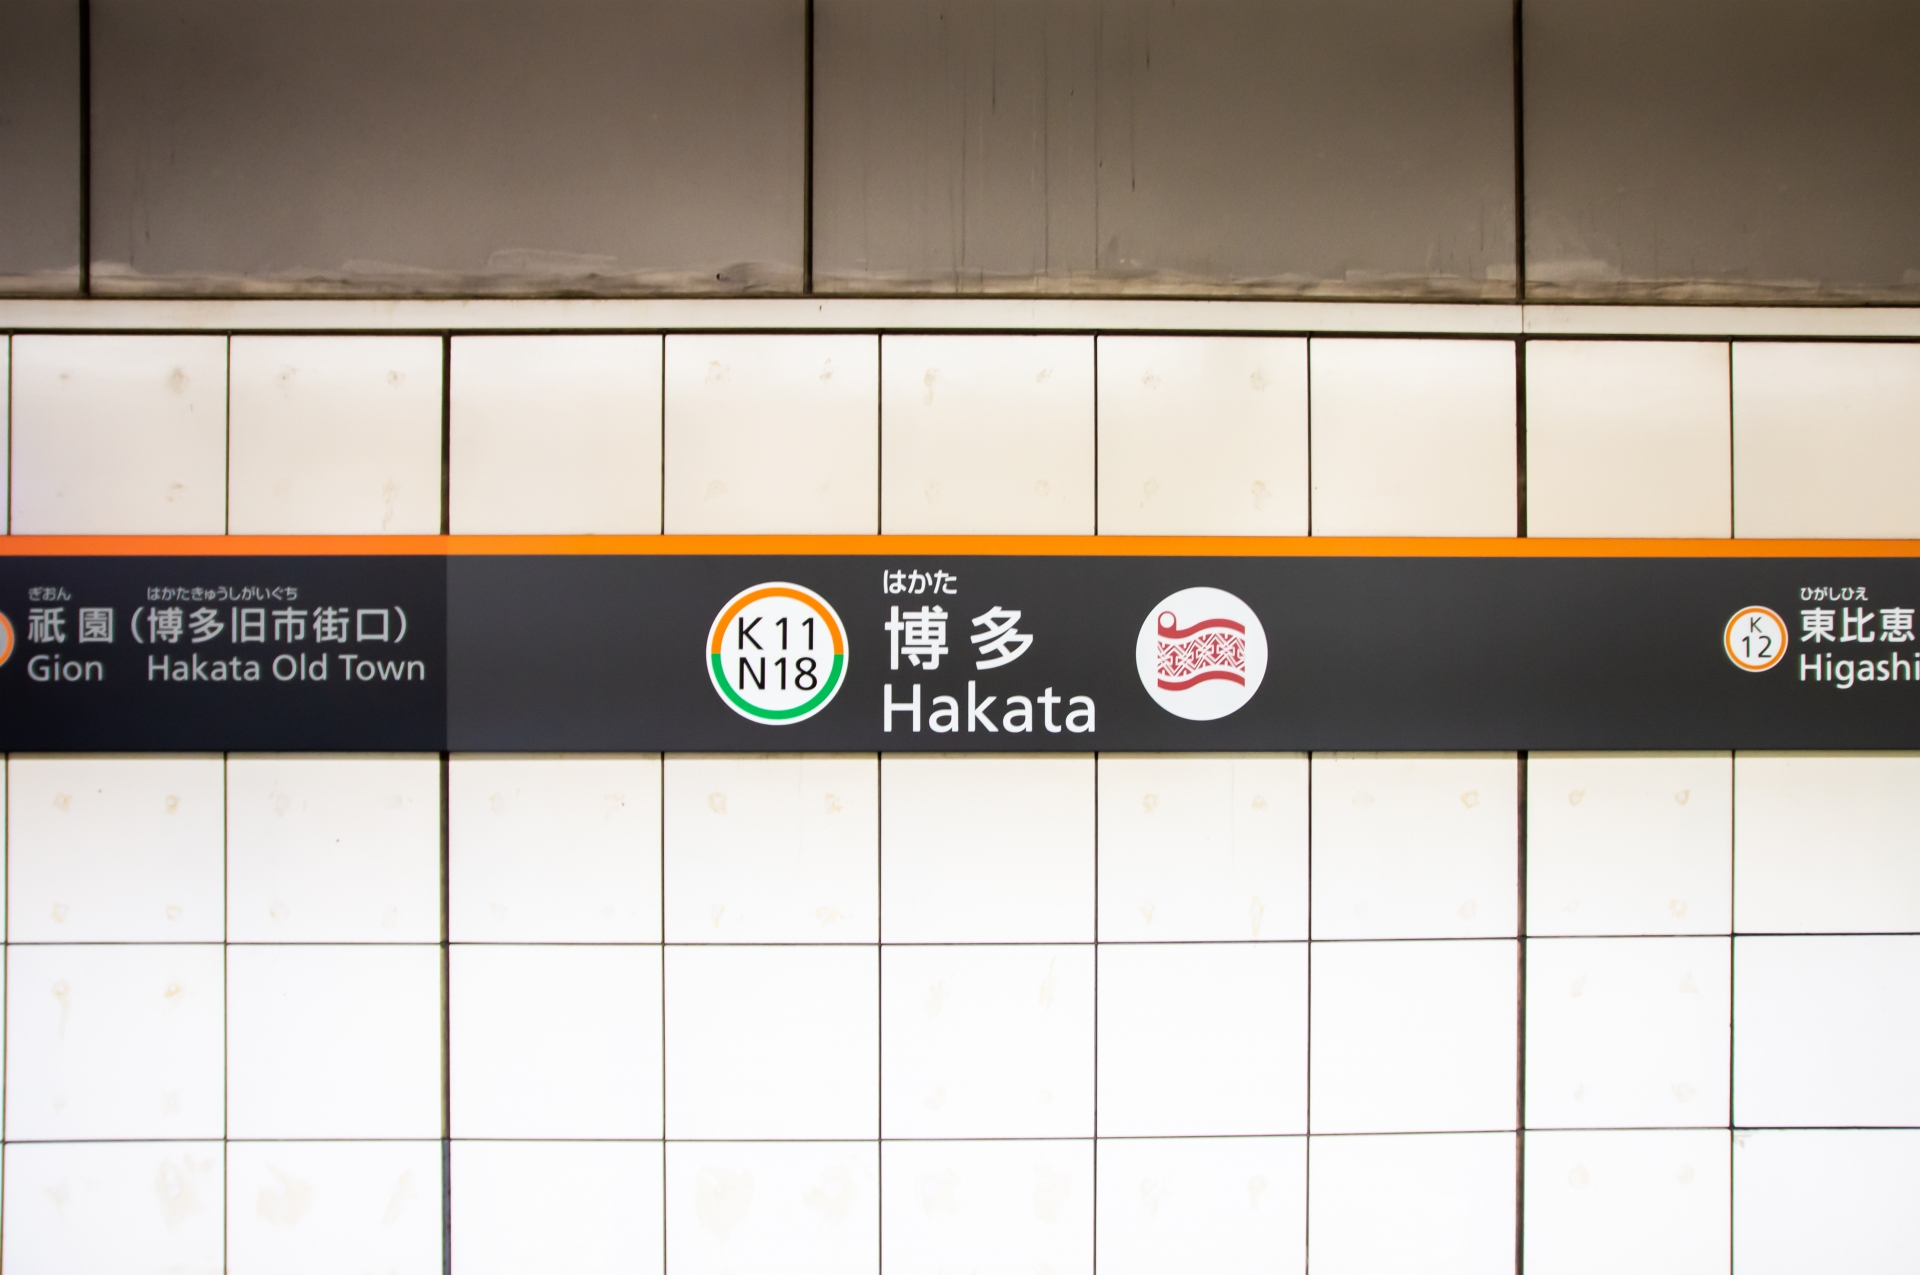 ぎおん はかたきゅうしがいぐち
祇園（博多旧市街口）
Gion Hakata Old Town
K 11
N18
はかた
博多
Hakata
K
12
ひがしひえ
東比恵
Higashi